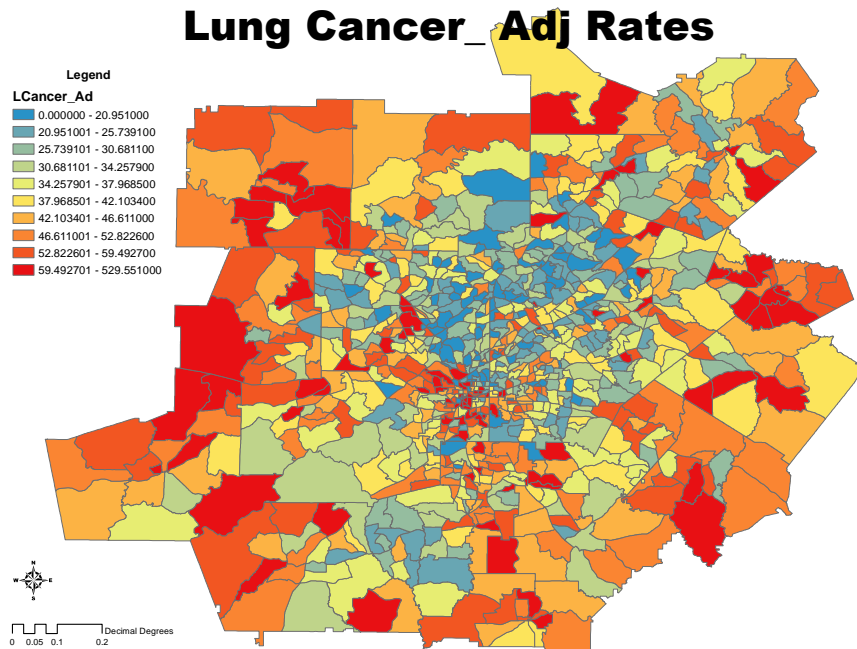 Lung Cancer_ Adj Rates
Legend
LCancer_Ad
0.000000 - 20.951000
20.951001 - 25.739100
25.739101 - 30.681100
30.681101 - 34.257900
34.257901 - 37.968500
37.968501 - 42.103400
42.103401 - 46.611000
46.611001 - 52.822600
52.822601 - 59.492700
59.492701 - 529.551000
N
W E
S
Decimal Degrees
0 0.05 0.1 0.2